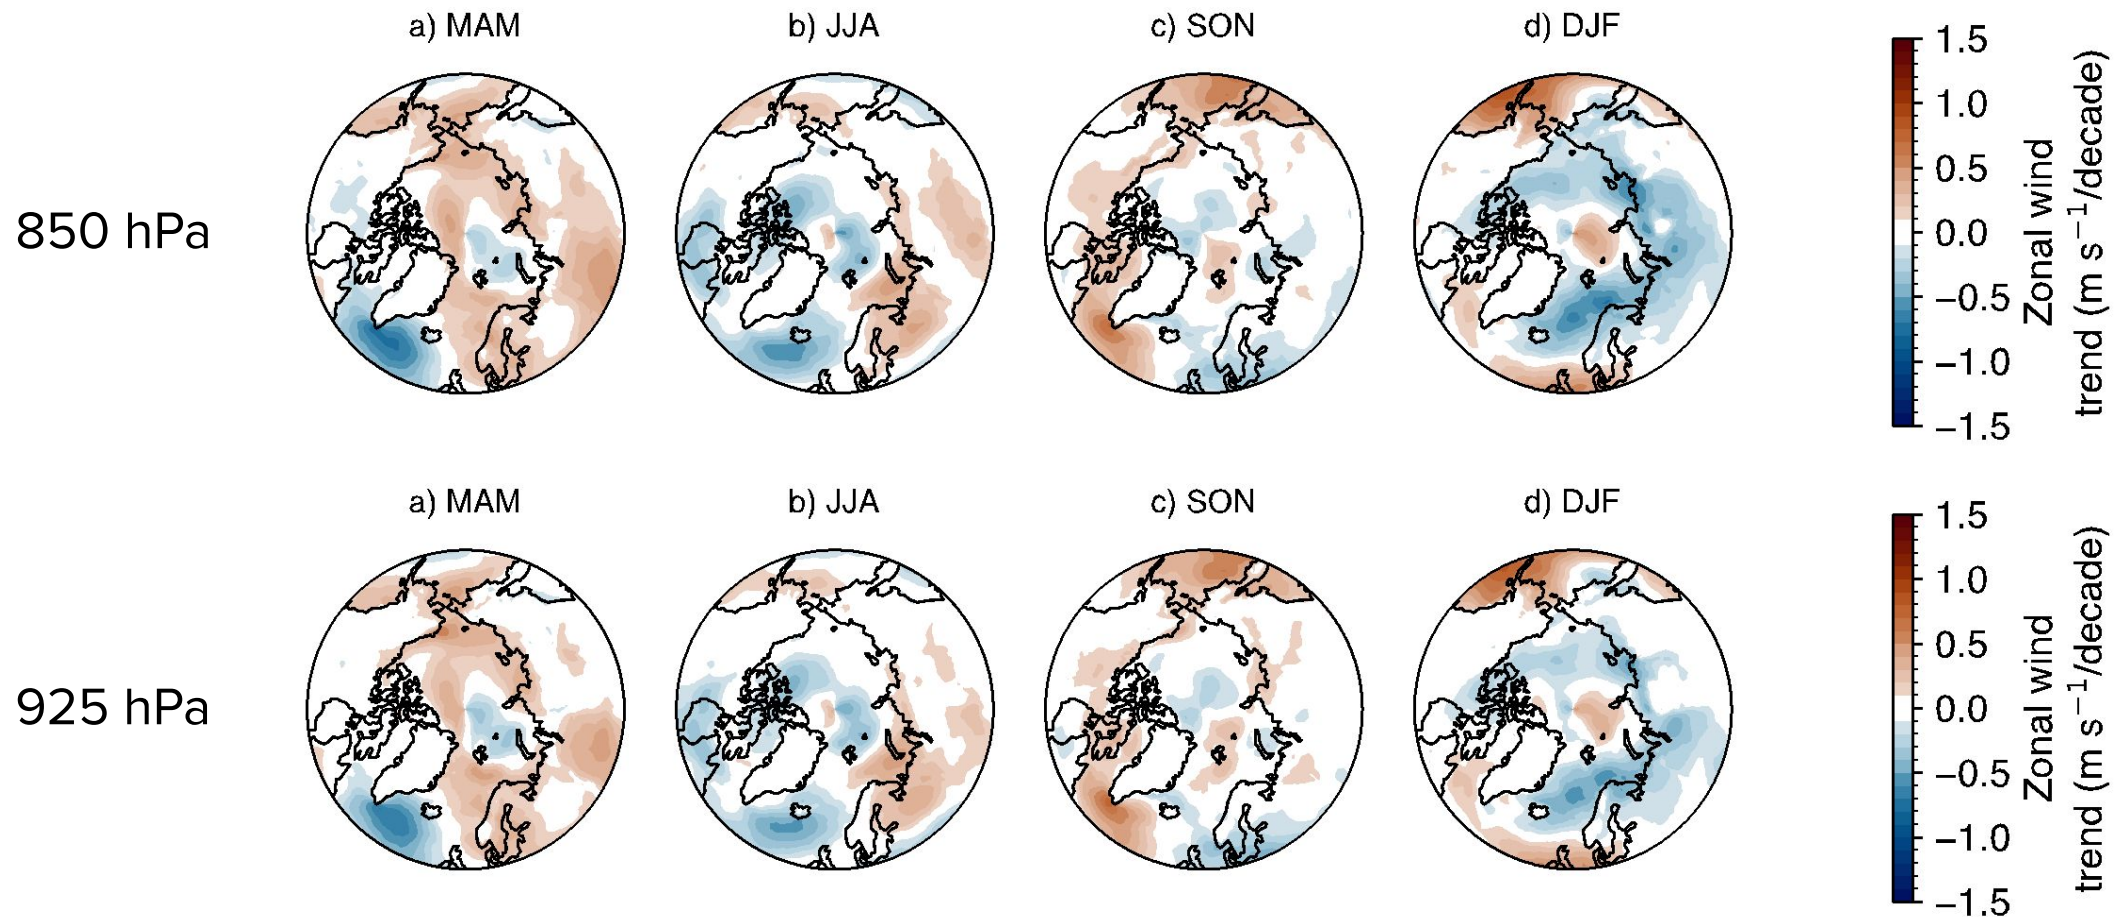 a) MAM
b) JJA
c) SON
d) DJF
850 hPa
1.5
1.0
0.5
0.0
−0.5
−1.0
−1.5
Zonal wind
trend (m s⁻¹/decade)
a) MAM
b) JJA
c) SON
d) DJF
925 hPa
1.5
1.0
0.5
0.0
−0.5
−1.0
−1.5
Zonal wind
trend (m s⁻¹/decade)